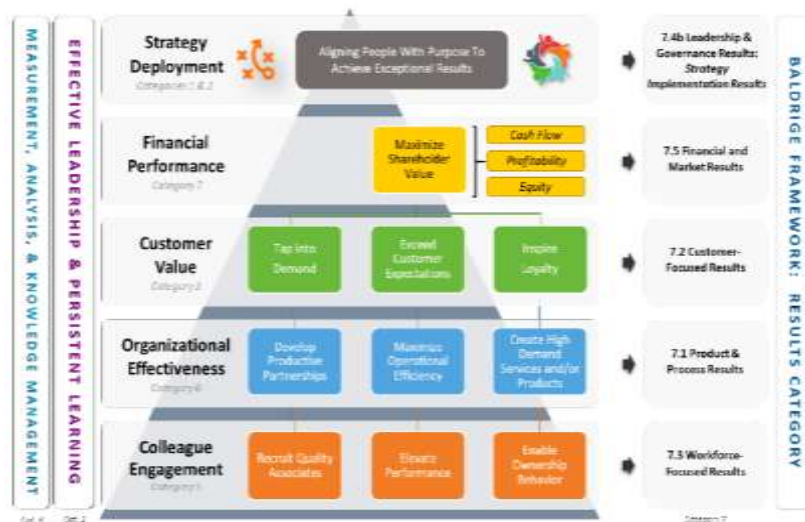 MEASUREMENT, ANALYSIS, & KNOWLEDGE MANAGEMENT
EFFECTIVE LEADERSHIP & PERSISTENT LEARNING
Strategy
Deployment
Categories 1 & 2
Aligning People With Purpose To
Achieve Exceptional Results
7.4b Leadership &
Governance Results:
Strategy
Implementation Results
Financial
Performance
Category 7
Maximize
Shareholder
Value
Cash Flow
Profitability
Equity
7.5 Financial and
Market Results
Customer
Value
Category 3
Tap into
Demand
Exceed
Customer
Expectations
Inspire
Loyalty
7.2 Customer-
Focused Results
Organizational
Effectiveness
Category 6
Develop
Productive
Partnerships
Maximize
Operational
Efficiency
Create High
Demand
Services and/or
Products
7.1 Product &
Process Results
Colleague
Engagement
Category 5
Recruit Quality
Associates
Elevate
Performance
Enable
Ownership
Behavior
7.3 Workforce-
Focused Results
BALDRIGE FRAMEWORK: RESULTS CATEGORY
Cat. 4
Category 7